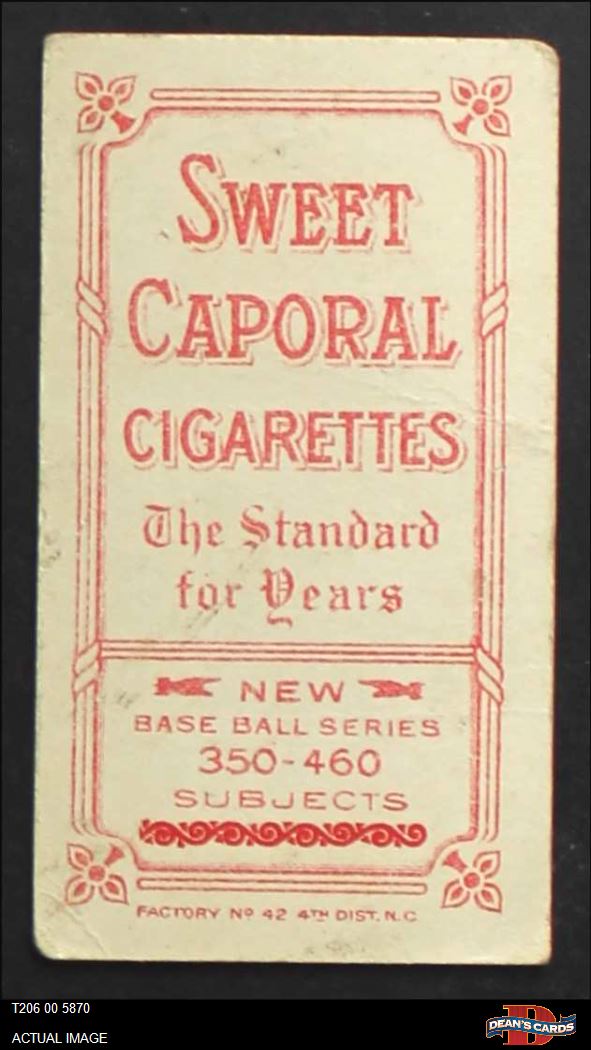 SWEET
CAPORAL
CIGARETTES
The Standard
for Years
NEW
BASE BALL SERIES
350-460
SUBJECTS
FACTORY Nº 42 4TH DIST. N.C
T206 00 5870
ACTUAL IMAGE
D
DEAN'S CARDS